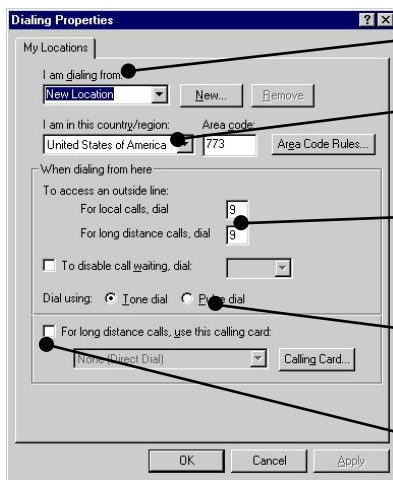 Dialing Properties
My Locations
I am dialing from:
New Location
New...
Remove
I am in this country/region:
Area code:
United States of America
773
Area Code Rules...
When dialing from here
To access an outside line:
For local calls, dial
9
For long distance calls, dial
9
To disable call waiting, dial:
Dial using: Tone dial Pulse dial
For long distance calls, use this calling card:
None (Direct Dial)
Calling Card...
OK
Cancel
Apply